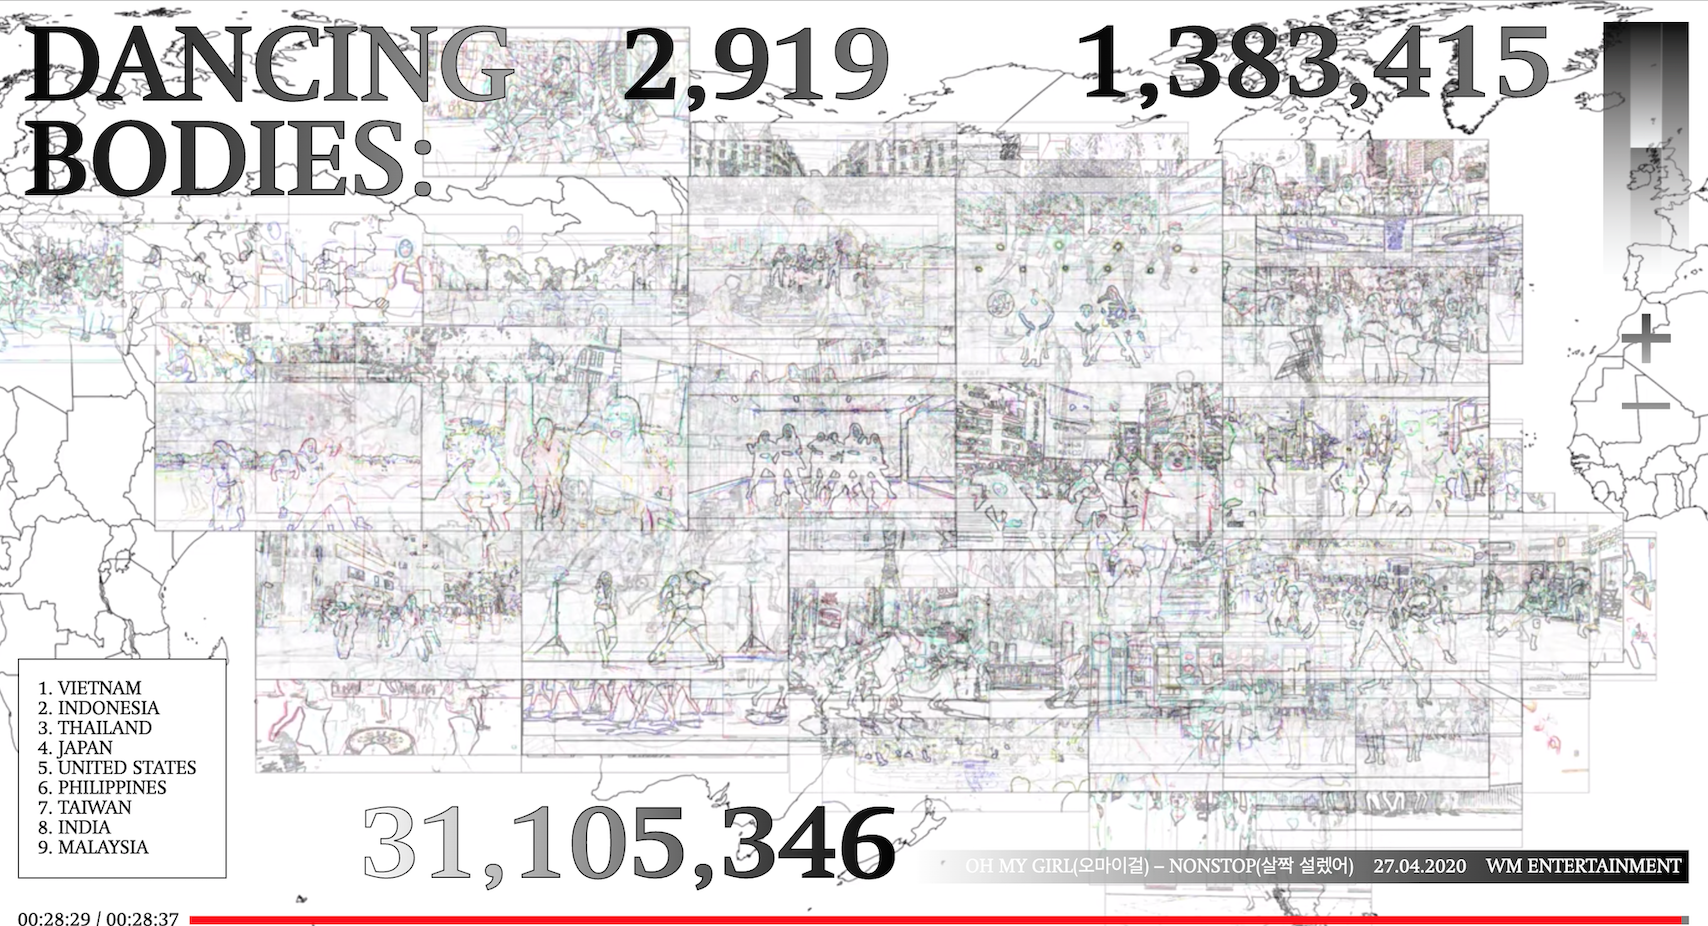 DANCING
BODIES:
2,919
1,383,415
+
−
1. VIETNAM
2. INDONESIA
3. THAILAND
4. JAPAN
5. UNITED STATES
6. PHILIPPINES
7. TAIWAN
8. INDIA
9. MALAYSIA
31,105,346
OH MY GIRL(오마이걸) – NONSTOP(살짝 설렜어) 27.04.2020 WM ENTERTAINMENT
00:28:29 / 00:28:37